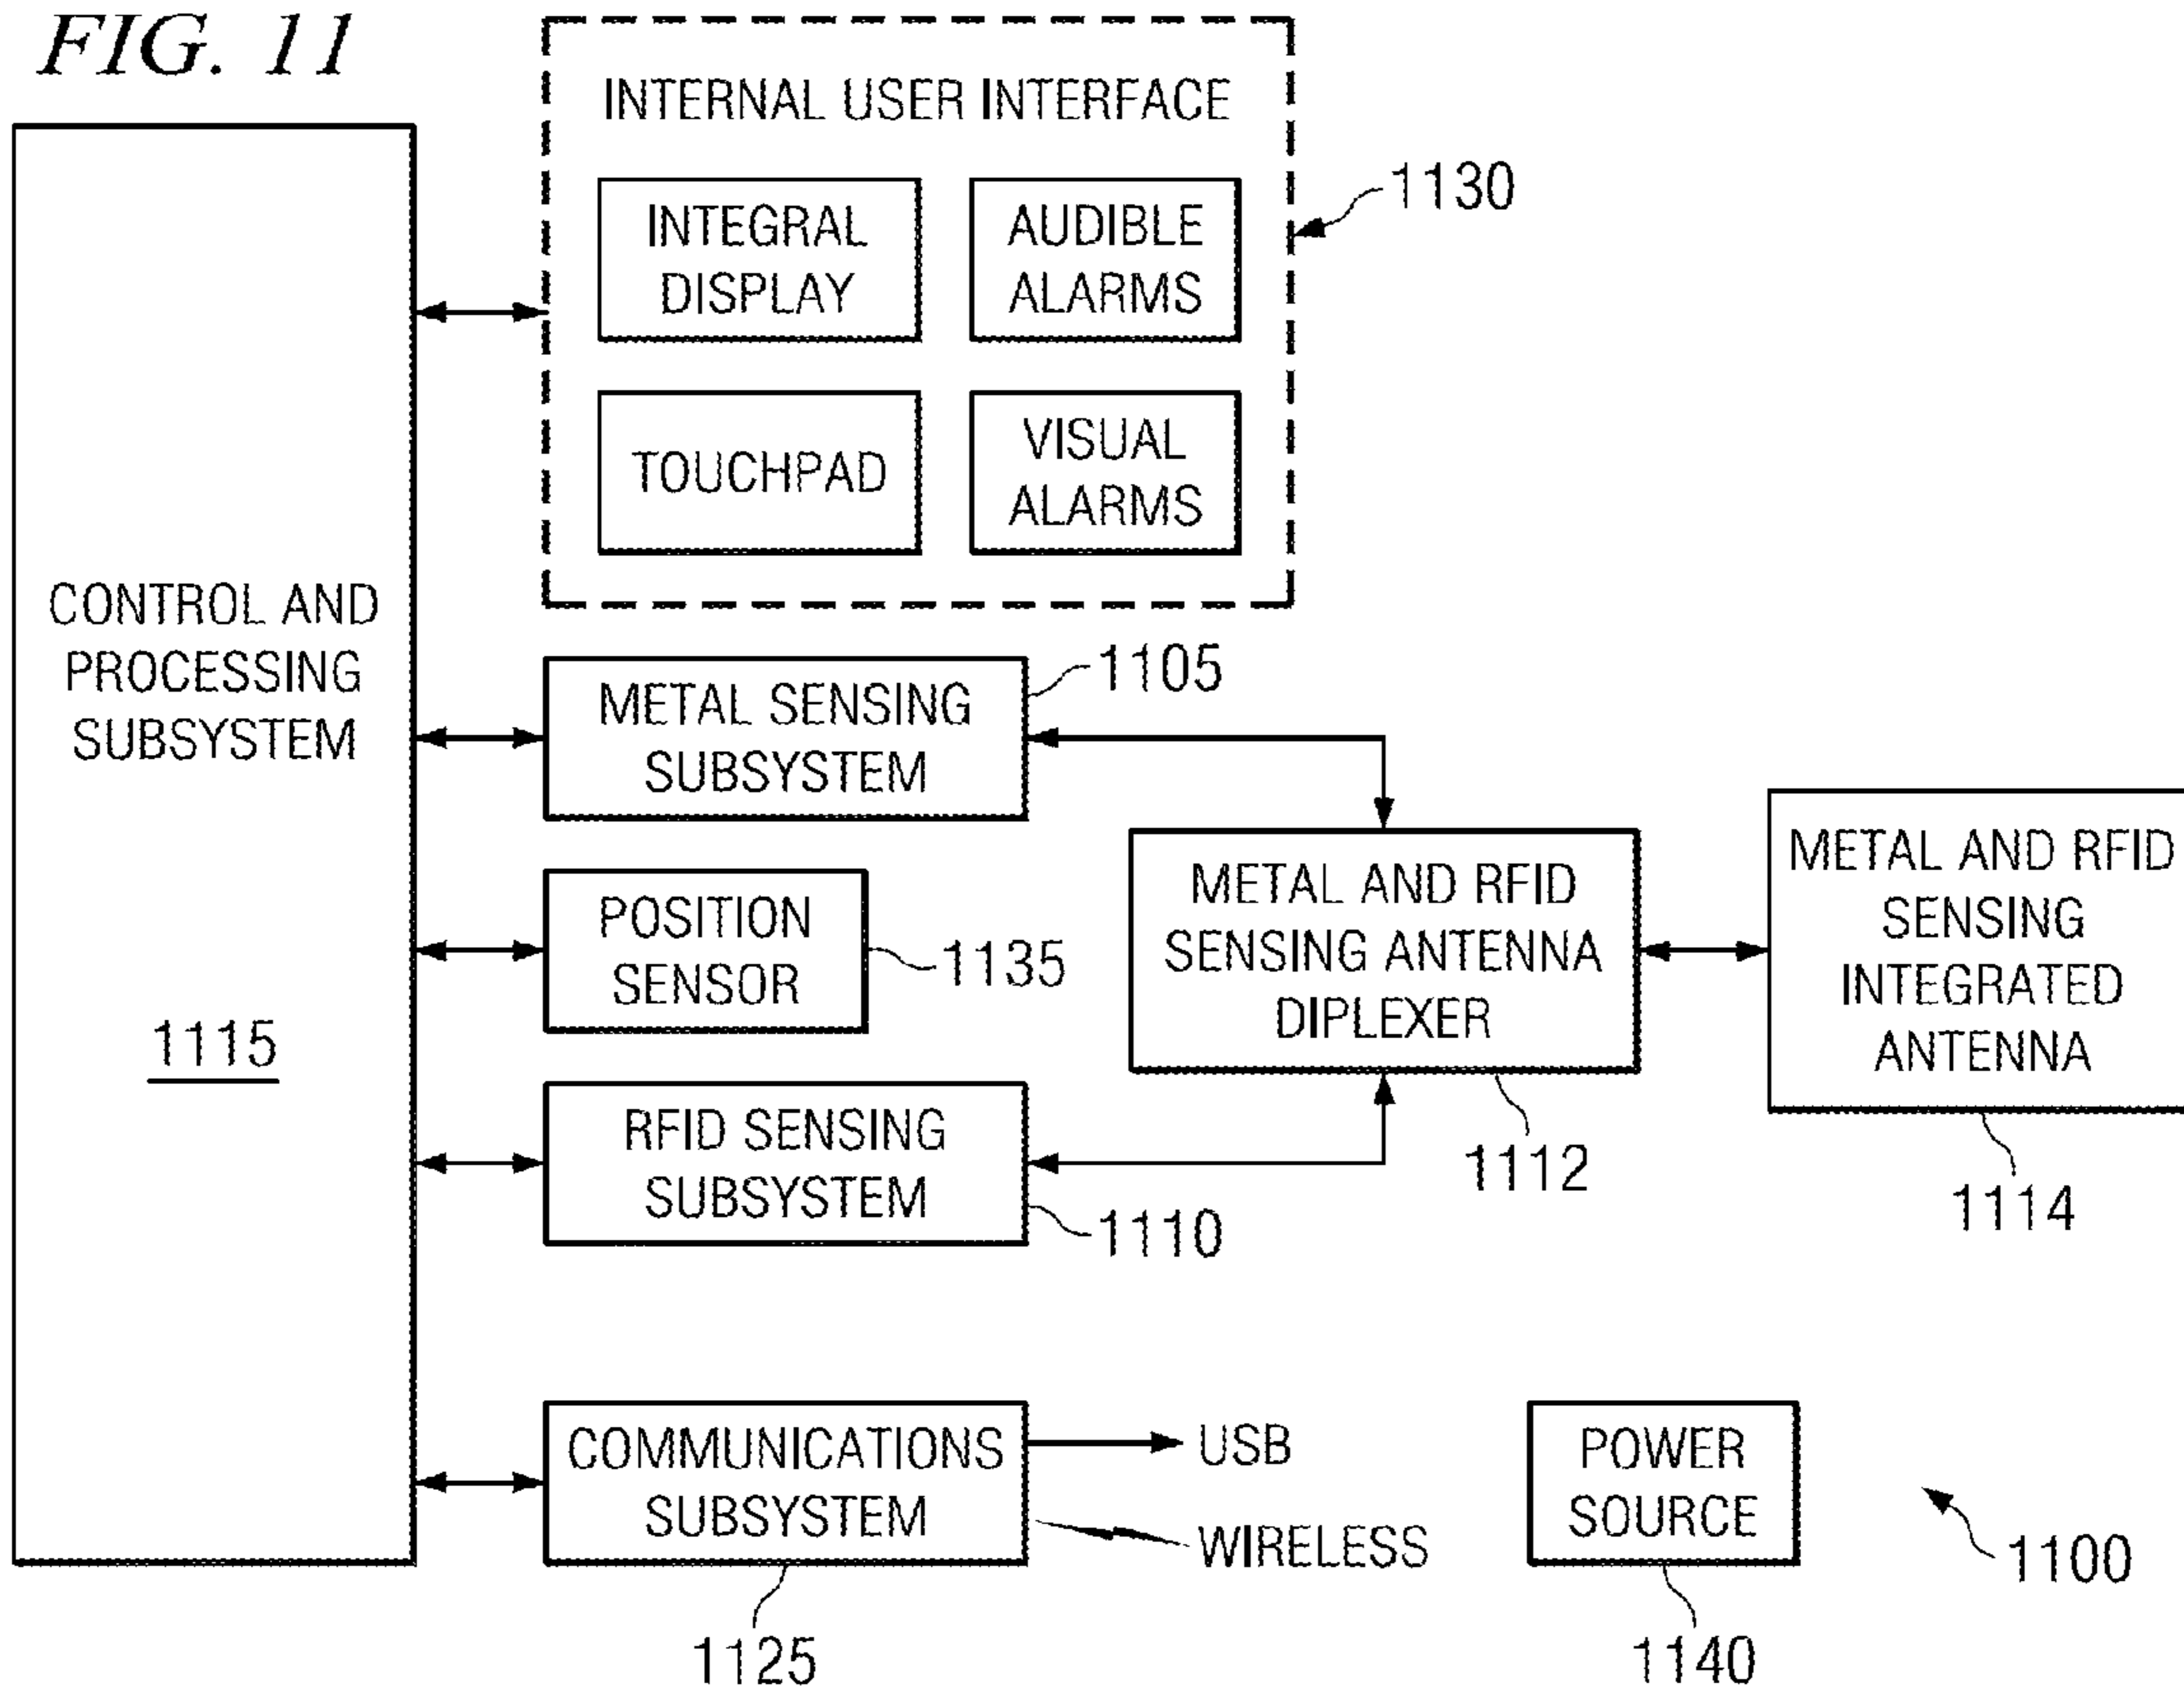 FIG. 11
INTERNAL USER INTERFACE
INTEGRAL
DISPLAY
AUDIBLE
ALARMS
1130
TOUCHPAD
VISUAL
ALARMS
CONTROL AND
PROCESSING
SUBSYSTEM
1115
METAL SENSING
SUBSYSTEM
1105
POSITION
SENSOR
1135
METAL AND RFID
SENSING ANTENNA
DIPLEXER
1112
METAL AND RFID
SENSING
INTEGRATED
ANTENNA
1114
RFID SENSING
SUBSYSTEM
1110
COMMUNICATIONS
SUBSYSTEM
1125
USB
WIRELESS
POWER
SOURCE
1140
1100